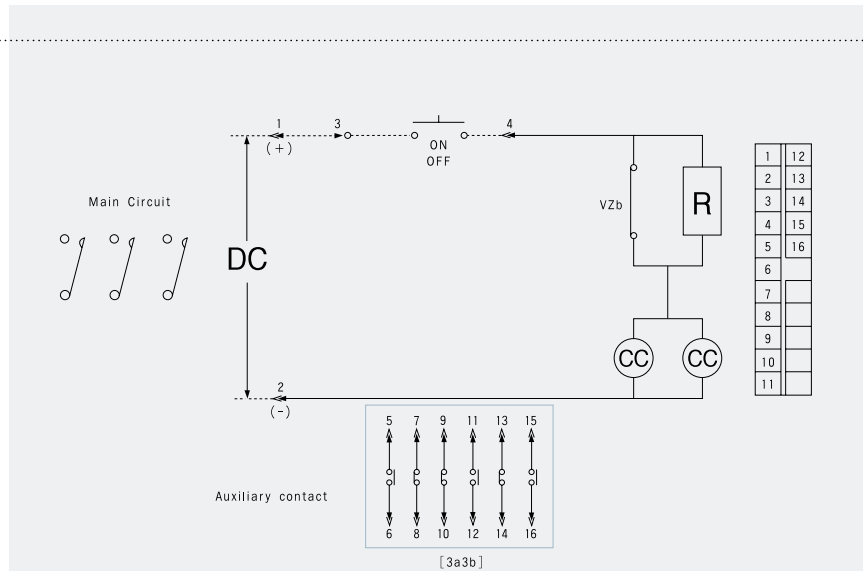 1 3 4
(+)
ON
OFF
Main Circuit
VZb
R
DC
CC CC
2
(-)
1 12
2 13
3 14
4 15
5 16
6
7
8
9
10
11
5 7 9 11 13 15
Auxiliary contact
6 8 10 12 14 16
[3a3b]